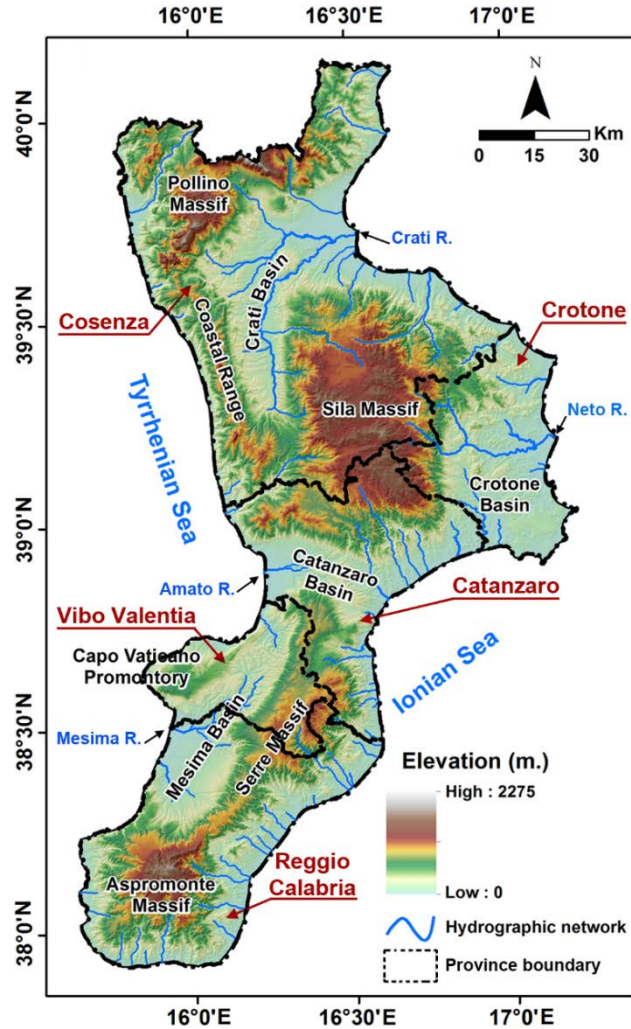 16°0'E 16°30'E 17°0'E
40°0'N
39°30'N
39°0'N
38°30'N
38°0'N
N
Km
0 15 30
Pollino
Massif
Crati R.
Cosenza
Coastal Range
Crati Basin
Crotone
Sila Massif
Neto R.
Tyrrhenian Sea
Crotone
Basin
Catanzaro
Basin
Amato R.
Catanzaro
Vibo Valentia
Capo Vaticano
Promontory
Ionian Sea
Mesima R.
Mesima Basin
Serre Massif
Elevation (m.)
High : 2275
Low : 0
Reggio
Calabria
Aspromonte
Massif
Hydrographic network
Province boundary
38°0'N
16°0'E 16°30'E 17°0'E